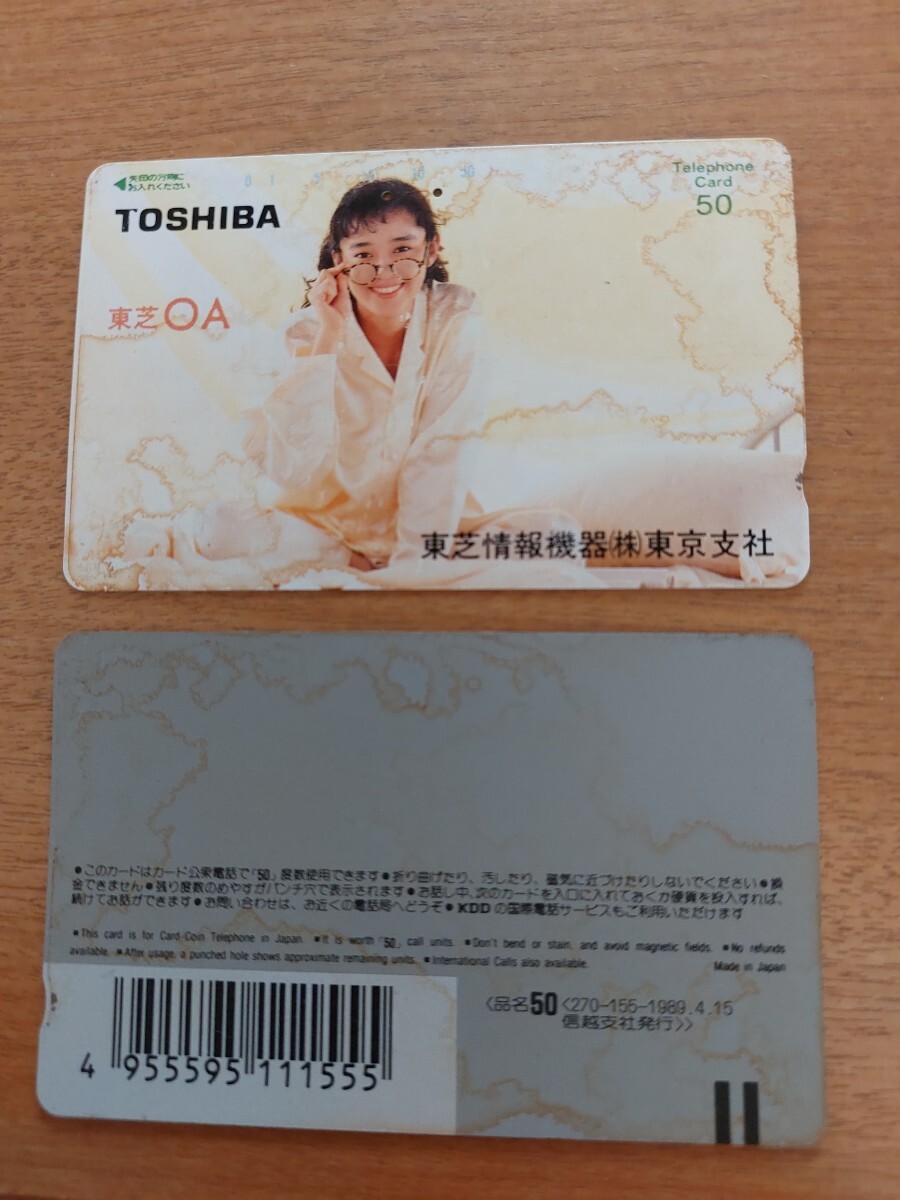 矢印の方向に
お入れください
0 1 5 10 30 50
Telephone
Card
50
TOSHIBA
東芝OA
東芝情報機器㈱東京支社
●このカードはカード公衆電話で「50」度数使用できます●折り曲げたり、汚したり、磁気に近づけたりしないでください●換
金できません●残り度数のめやすがパンチ穴で表示されます●お話し中、次のカードを入口に入れておくか硬貨を投入すれば、
続けてお話ができます●お問い合わせは、お近くの電話局へどうぞ●KDDの国際電話サービスもご利用いただけます
●This card is for Card/Coin Telephone in Japan. ●It is worth "50" call units. ●Don't bend or stain, and avoid magnetic fields. ●No refunds
available. ●After usage, a punched hole shows approximate remaining units. ●International Calls also available.
Made in Japan
〈品名50〈270-155-1989.4.15
信越支社発行〉〉
4 955595 111555